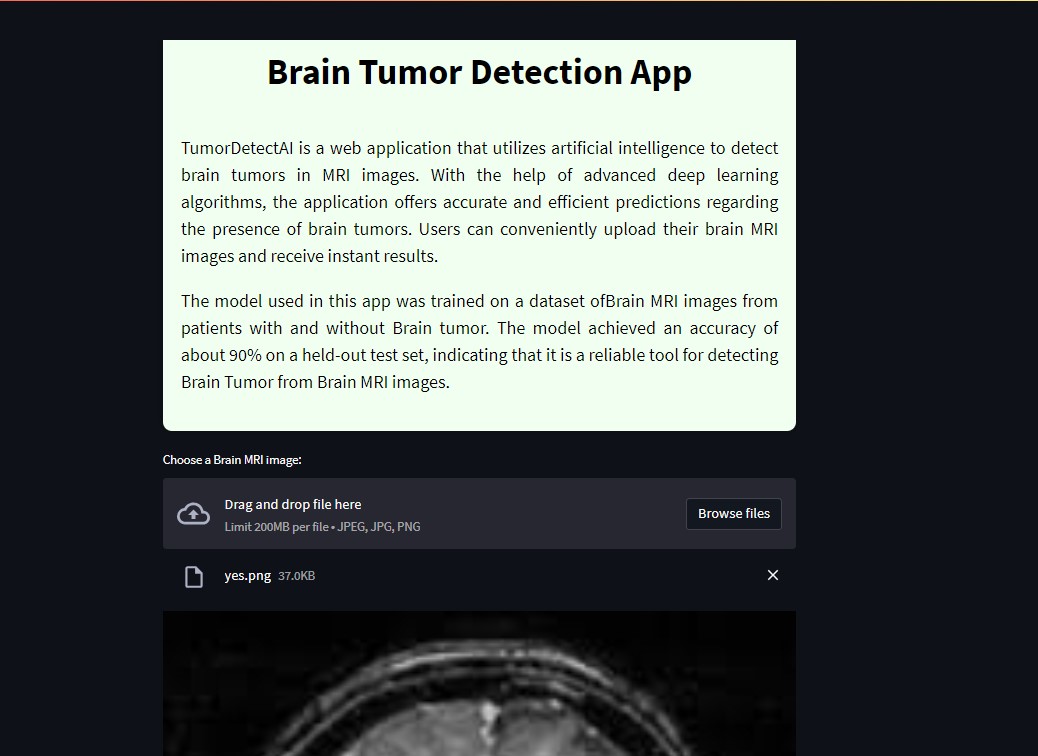 Brain Tumor Detection App
TumorDetectAI is a web application that utilizes artificial intelligence to detect
brain tumors in MRI images. With the help of advanced deep learning
algorithms, the application offers accurate and efficient predictions regarding
the presence of brain tumors. Users can conveniently upload their brain MRI
images and receive instant results.
The model used in this app was trained on a dataset ofBrain MRI images from
patients with and without Brain tumor. The model achieved an accuracy of
about 90% on a held-out test set, indicating that it is a reliable tool for detecting
Brain Tumor from Brain MRI images.
Choose a Brain MRI image:
Drag and drop file here
Limit 200MB per file • JPEG, JPG, PNG
Browse files
yes.png 37.0KB